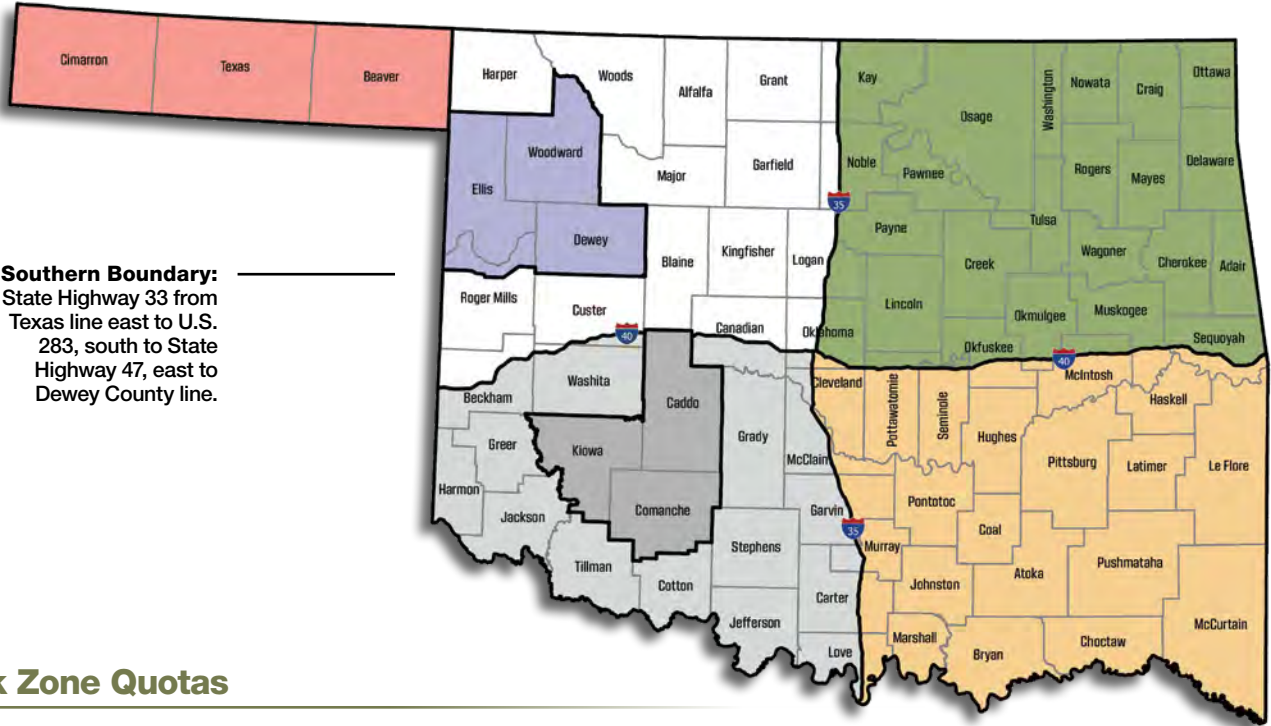 Cimarron
Texas
Beaver
Harper
Woods
Alfalfa
Grant
Kay
Osage
Washington
Nowata
Craig
Ottawa
Woodward
Ellis
Major
Garfield
Noble
Pawnee
Rogers
Mayes
Delaware
35
Dewey
Blaine
Kingfisher
Logan
Payne
Tulsa
Creek
Wagoner
Cherokee
Adair
Southern Boundary:
State Highway 33 from
Texas line east to U.S.
283, south to State
Highway 47, east to
Dewey County line.
Roger Mills
Custer
40
Canadian
Oklahoma
Lincoln
Okmulgee
Muskogee
Okfuskee
Sequoyah
40
Beckham
Washita
Caddo
Cleveland
Pottawatomie
Seminole
McIntosh
Haskell
Greer
Kiowa
Grady
McClain
Hughes
Pittsburg
Latimer
Le Flore
Harmon
Jackson
Comanche
Garvin
Pontotoc
Coal
35
Stephens
Murray
Tillman
Cotton
Carter
Johnston
Atoka
Pushmataha
Jefferson
Love
Marshall
Bryan
Choctaw
McCurtain
Zone Quotas